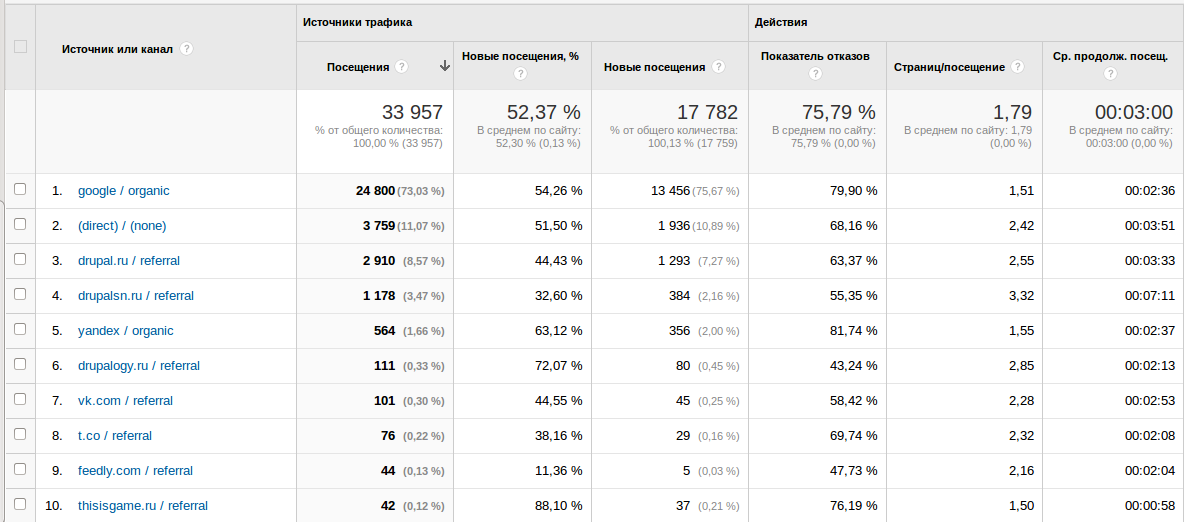 Источники трафика Действия
Источник или канал ? Посещения ? Новые посещения, % ? Новые посещения ? Показатель отказов ? Страниц/посещение ? Ср. продолж. посещ. ?
33 957 52,37 % 17 782 75,79 % 1,79 00:03:00
% от общего количества: В среднем по сайту: % от общего количества: В среднем по сайту: В среднем по сайту: 1,79 В среднем по сайту:
100,00 % (33 957) 52,30 % (0,13 %) 100,13 % (17 759) 75,79 % (0,00 %) (0,00 %) 00:03:00 (0,00 %)
1. google / organic 24 800 (73,03 %) 54,26 % 13 456 (75,67 %) 79,90 % 1,51 00:02:36
2. (direct) / (none) 3 759 (11,07 %) 51,50 % 1 936 (10,89 %) 68,16 % 2,42 00:03:51
3. drupal.ru / referral 2 910 (8,57 %) 44,43 % 1 293 (7,27 %) 63,37 % 2,55 00:03:33
4. drupalsn.ru / referral 1 178 (3,47 %) 32,60 % 384 (2,16 %) 55,35 % 3,32 00:07:11
5. yandex / organic 564 (1,66 %) 63,12 % 356 (2,00 %) 81,74 % 1,55 00:02:37
6. drupalogy.ru / referral 111 (0,33 %) 72,07 % 80 (0,45 %) 43,24 % 2,85 00:02:13
7. vk.com / referral 101 (0,30 %) 44,55 % 45 (0,25 %) 58,42 % 2,28 00:02:53
8. t.co / referral 76 (0,22 %) 38,16 % 29 (0,16 %) 69,74 % 2,32 00:02:08
9. feedly.com / referral 44 (0,13 %) 11,36 % 5 (0,03 %) 47,73 % 2,16 00:02:04
10. thisisgame.ru / referral 42 (0,12 %) 88,10 % 37 (0,21 %) 76,19 % 1,50 00:00:58